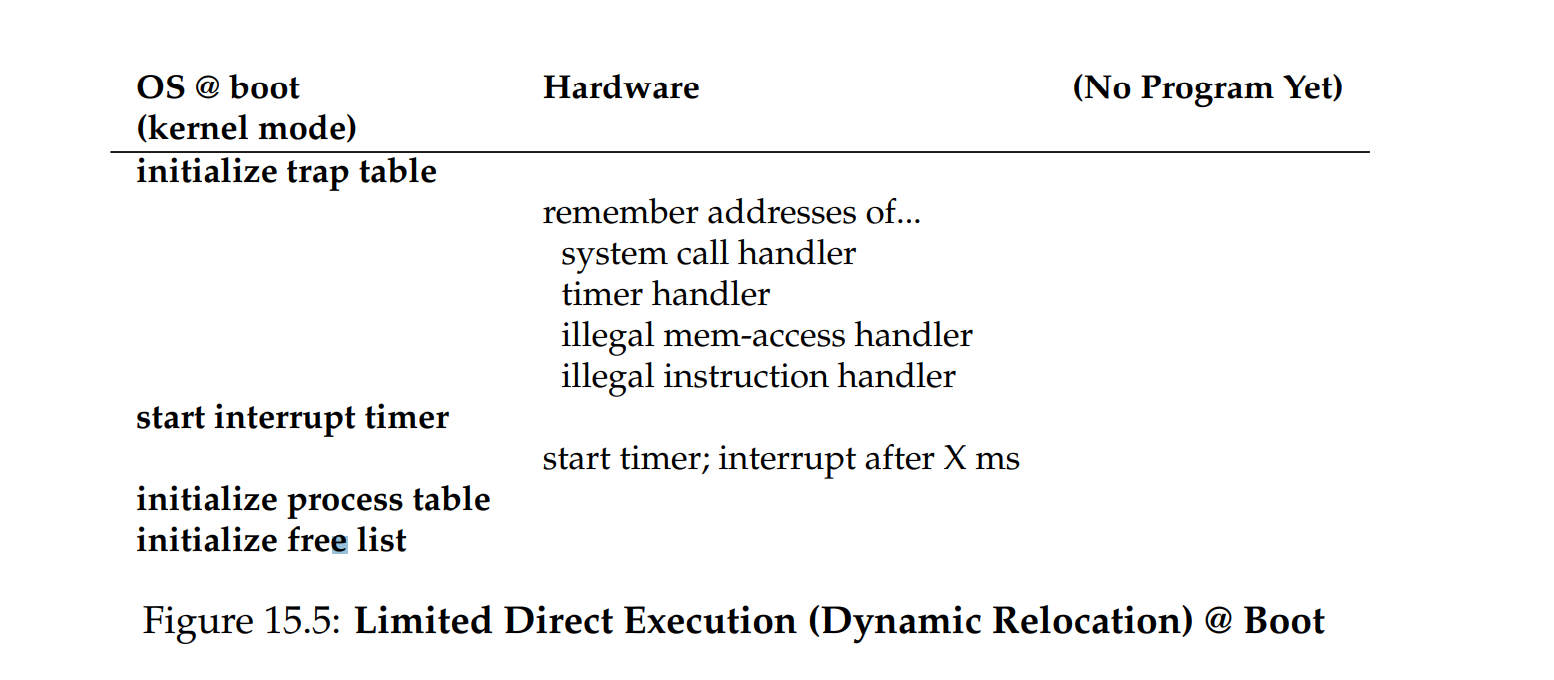 OS @ boot Hardware (No Program Yet)
(kernel mode)
initialize trap table
remember addresses of...
system call handler
timer handler
illegal mem-access handler
illegal instruction handler
start interrupt timer
start timer; interrupt after X ms
initialize process table
initialize free list
Figure 15.5: Limited Direct Execution (Dynamic Relocation) @ Boot